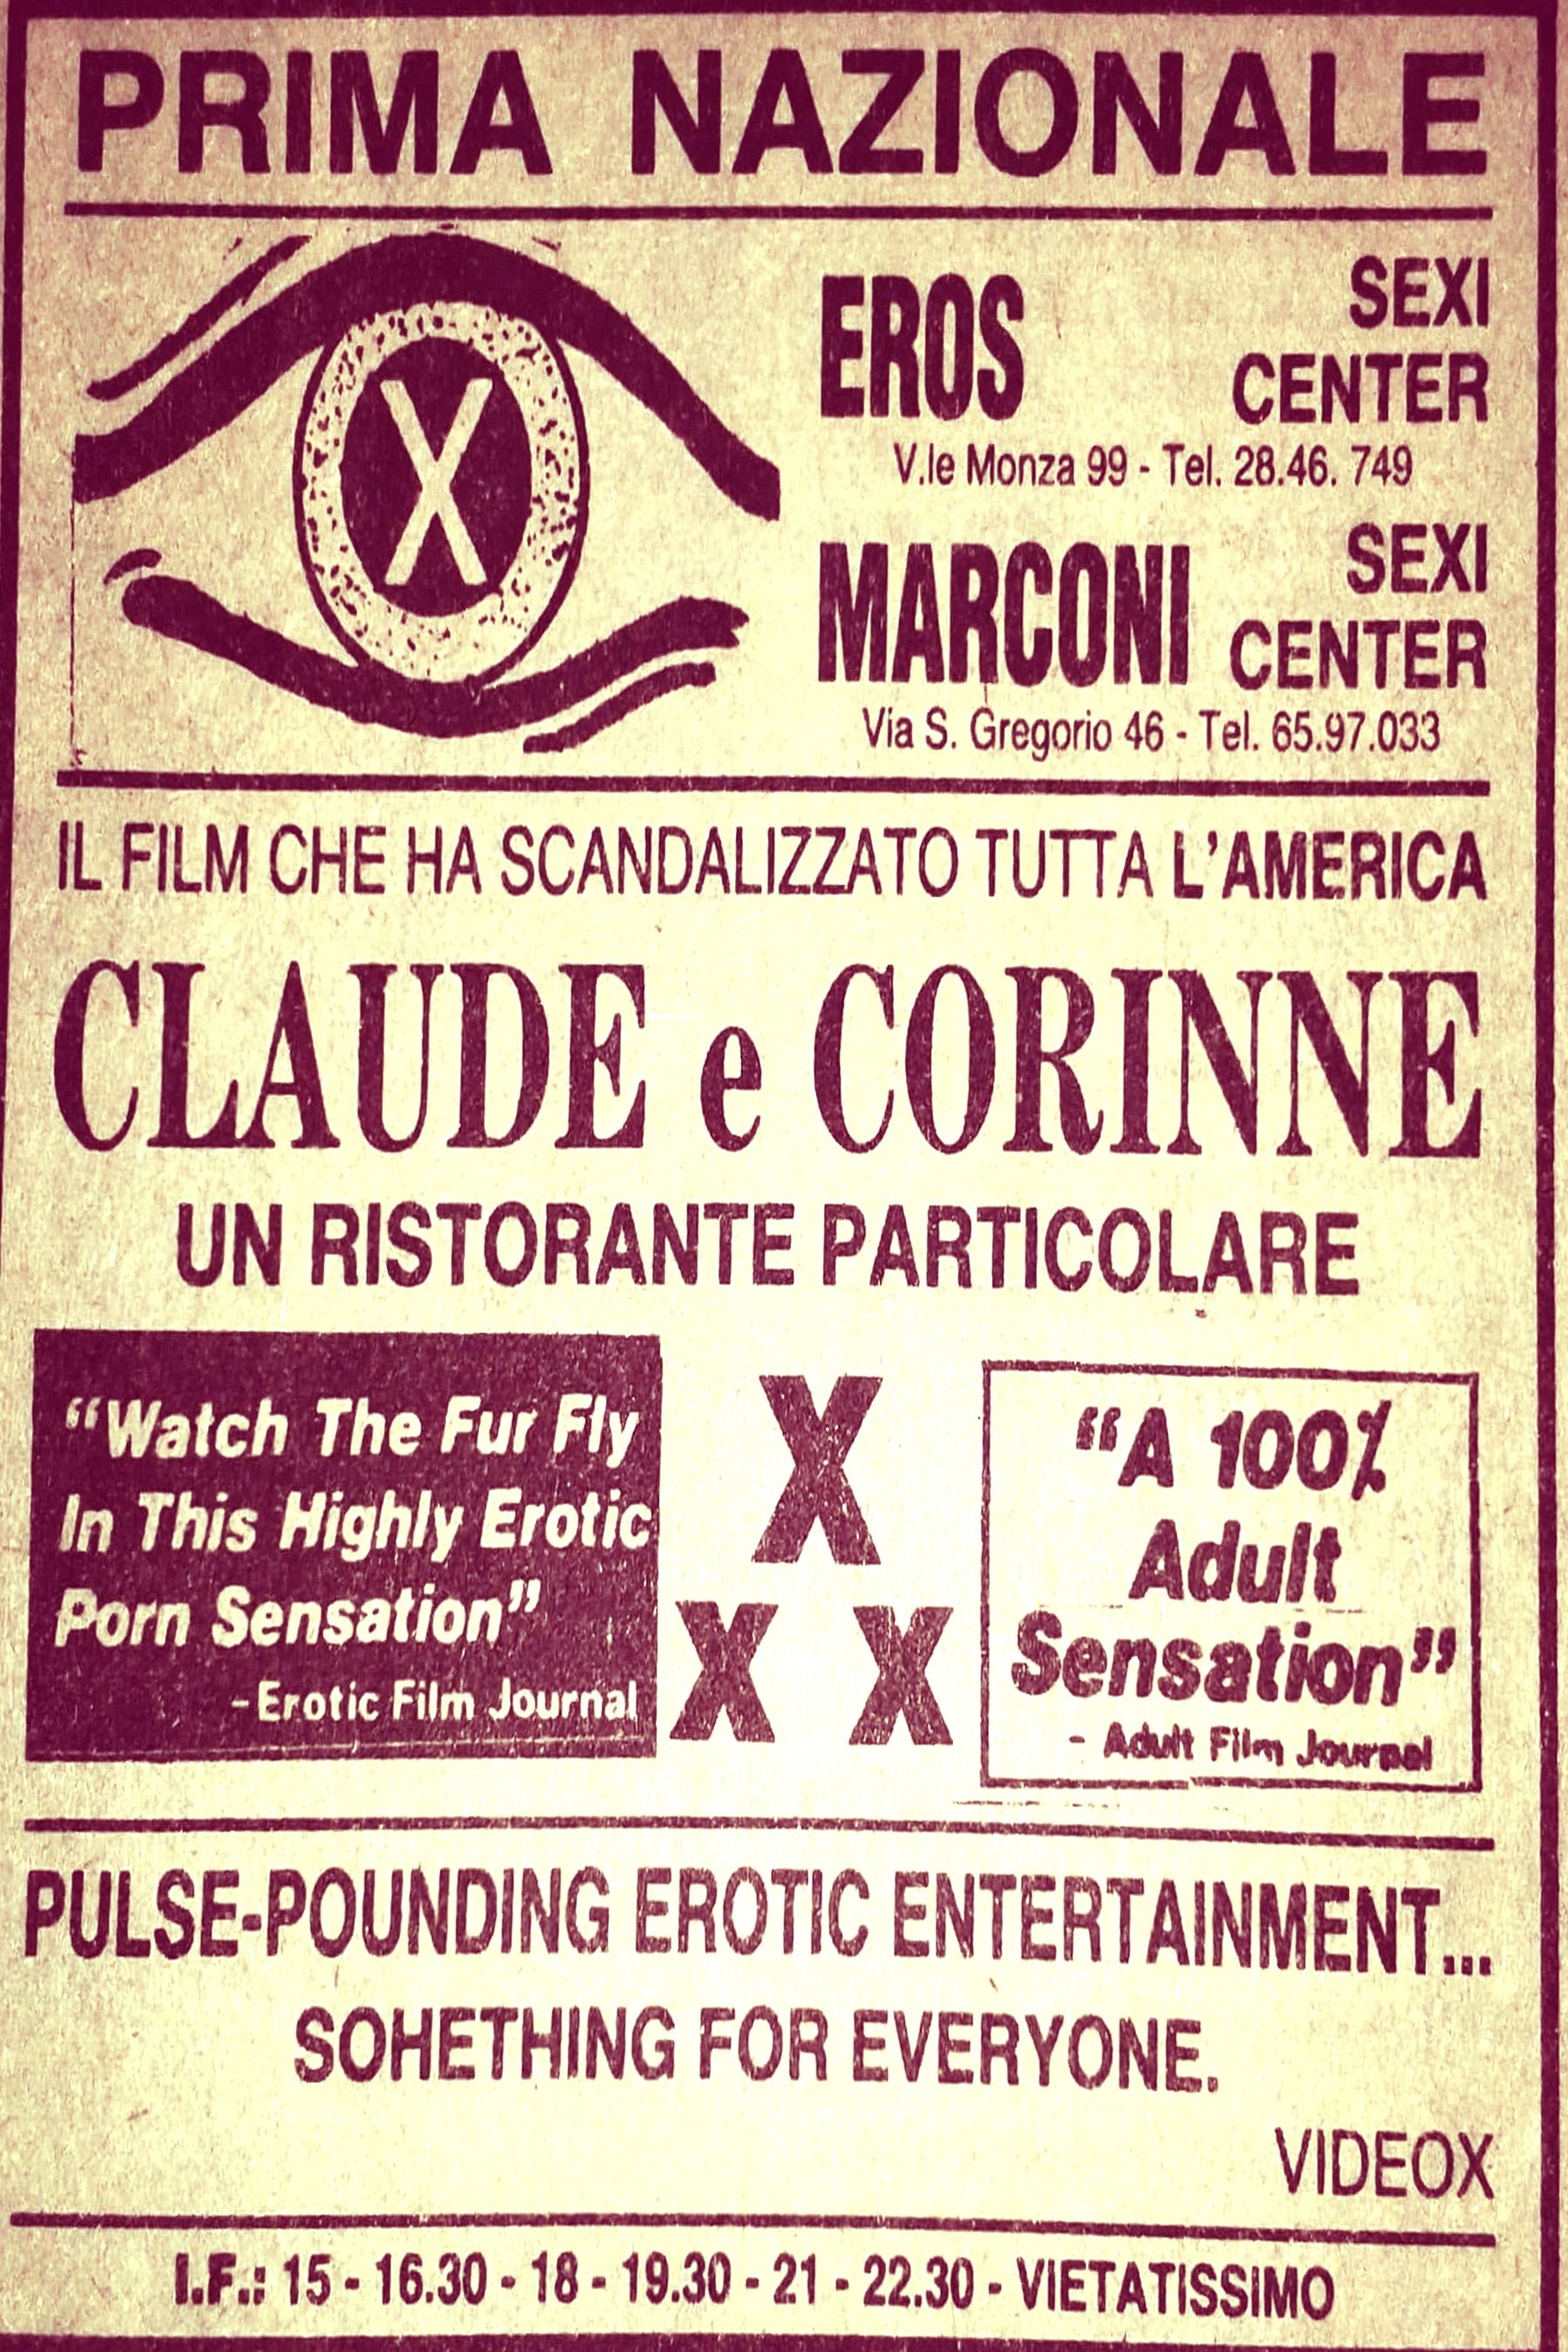 PRIMA NAZIONALE
X
EROS SEXI CENTER
V.le Monza 99 - Tel. 28.46. 749
MARCONI SEXI CENTER
Via S. Gregorio 46 - Tel. 65.97.033
IL FILM CHE HA SCANDALIZZATO TUTTA L'AMERICA
CLAUDE e CORINNE
UN RISTORANTE PARTICOLARE
“Watch The Fur Fly
In This Highly Erotic
Porn Sensation”
-Erotic Film Journal
X
X X
“A 100%
Adult
Sensation”
- Adult Film Journal
PULSE-POUNDING EROTIC ENTERTAINMENT...
SOHETHING FOR EVERYONE.
VIDEOX
I.F.: 15 - 16.30 - 18 - 19.30 - 21 - 22.30 - VIETATISSIMO